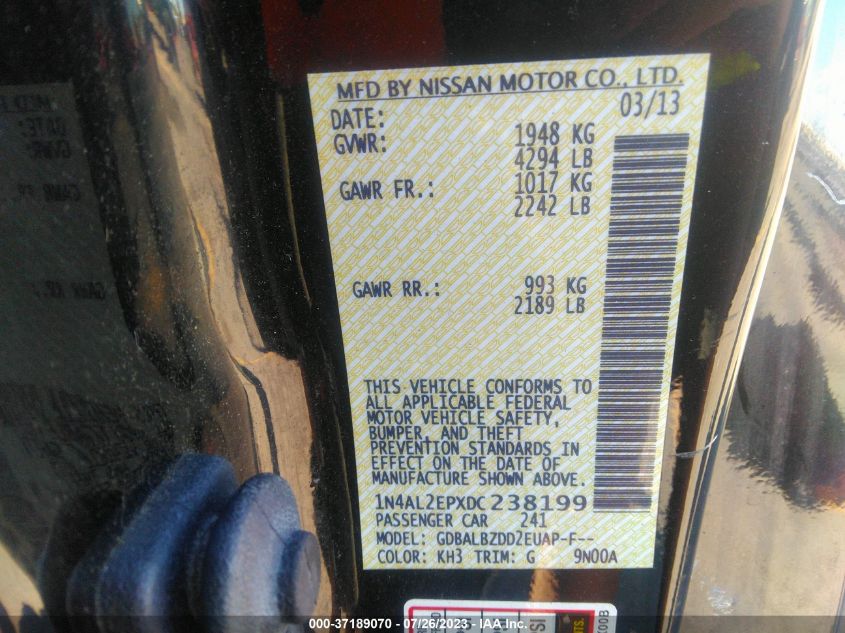 MFD BY NISSAN MOTOR CO., LTD.
DATE: 03/13
GVWR: 1948 KG
4294 LB
GAWR FR.: 1017 KG
2242 LB
GAWR RR.: 993 KG
2189 LB
THIS VEHICLE CONFORMS TO
ALL APPLICABLE FEDERAL
MOTOR VEHICLE SAFETY,
BUMPER, AND THEFT
PREVENTION STANDARDS IN
EFFECT ON THE DATE OF
MANUFACTURE SHOWN ABOVE.
1N4AL2EPXDC238199
PASSENGER CAR 241
MODEL: GDBALBZDD2EUAP-F--
COLOR: KH3 TRIM: G 9N00A
000-37189070 / 07/26/2023 / IAA Inc.